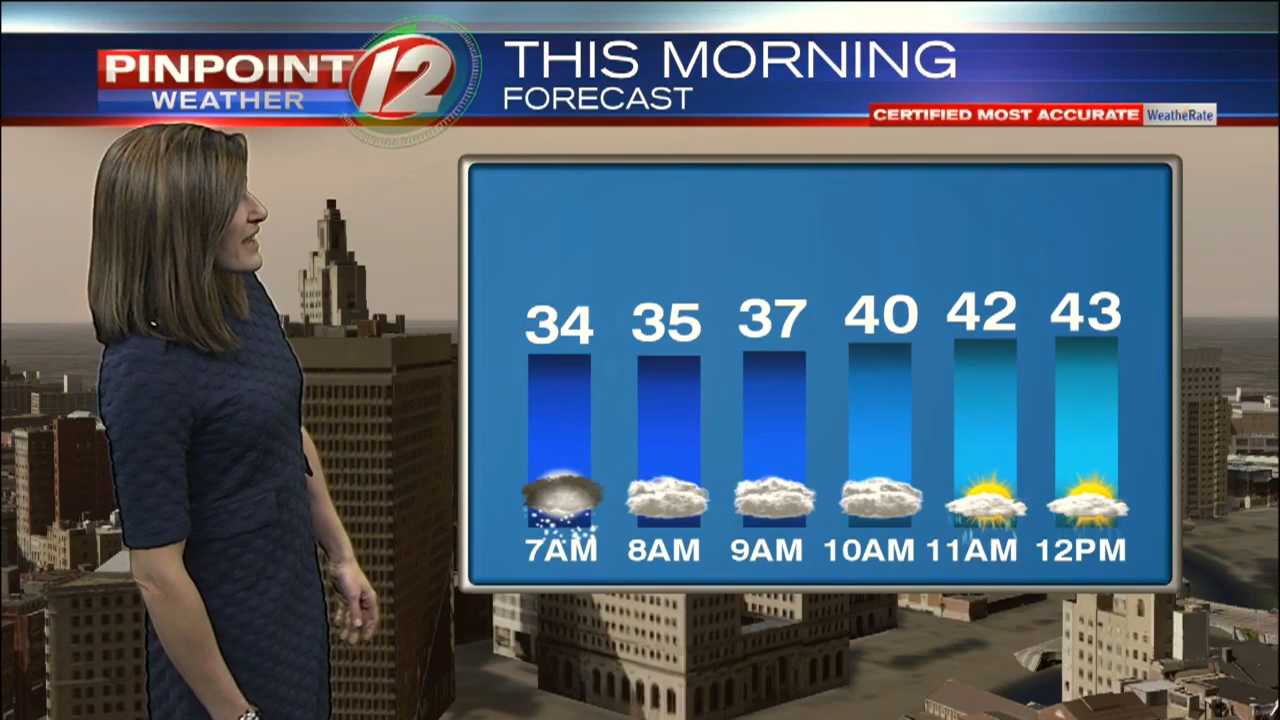 PINPOINT 12
WEATHER
THIS MORNING
FORECAST
CERTIFIED MOST ACCURATE WeatheRate
34 35 37 40 42 43
7AM 8AM 9AM 10AM 11AM 12PM